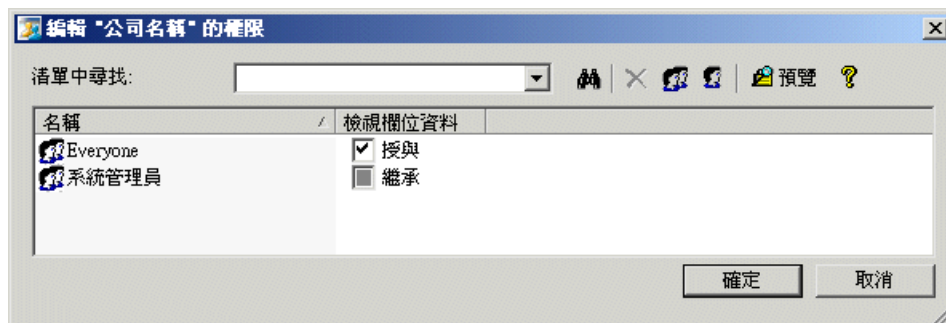 編輯 "公司名稱" 的權限
清單中尋找:
預覽
名稱 檢視欄位資料
Everyone 授與
系統管理員 繼承
確定 取消